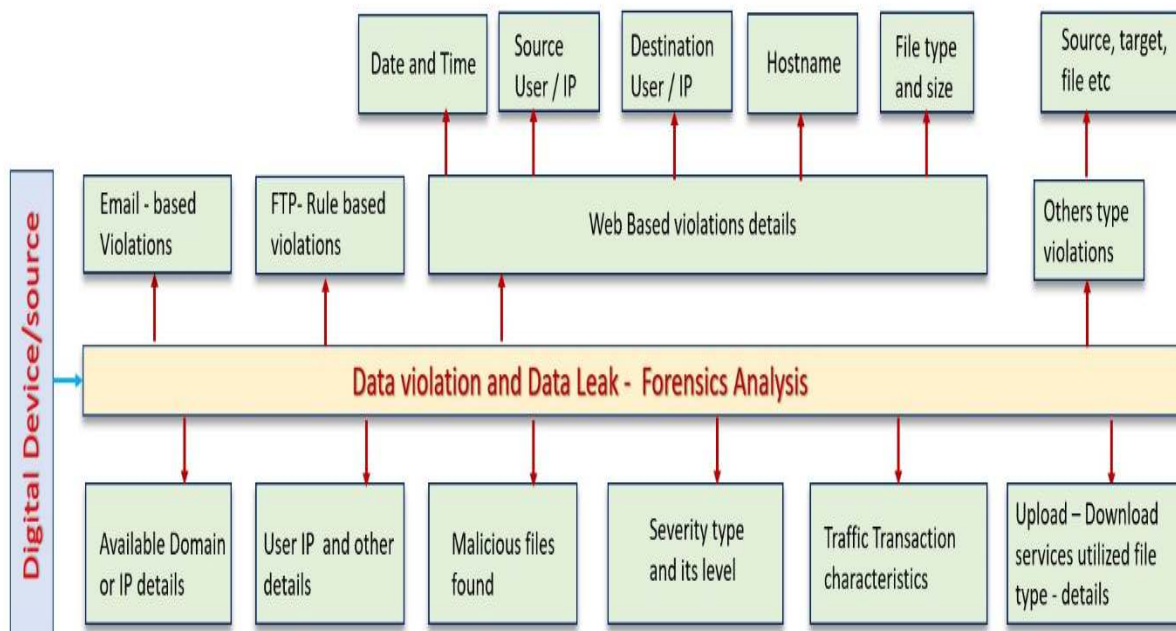 Date and Time
Source
User / IP
Destination
User / IP
Hostname
File type
and size
Source, target,
file etc
Digital Device/source
Email - based
Violations
FTP- Rule based
violations
Web Based violations details
Others type
violations
Data violation and Data Leak - Forensics Analysis
Available Domain
or IP details
User IP and other
details
Malicious files
found
Severity type
and its level
Traffic Transaction
characteristics
Upload – Download
services utilized file
type - details